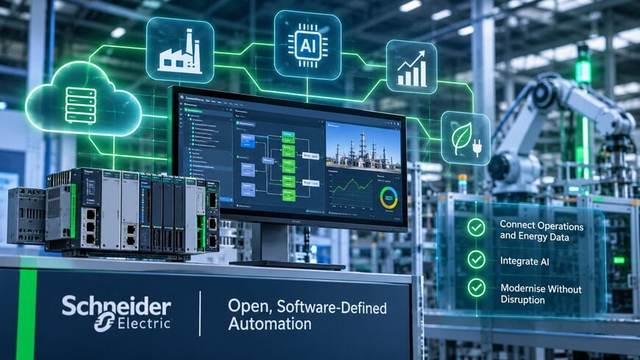 AI
Connect Operations
and Energy Data
Integrate AI
Modernise Without
Disruption
Schneider
Electric
Open, Software-Defined
Automation